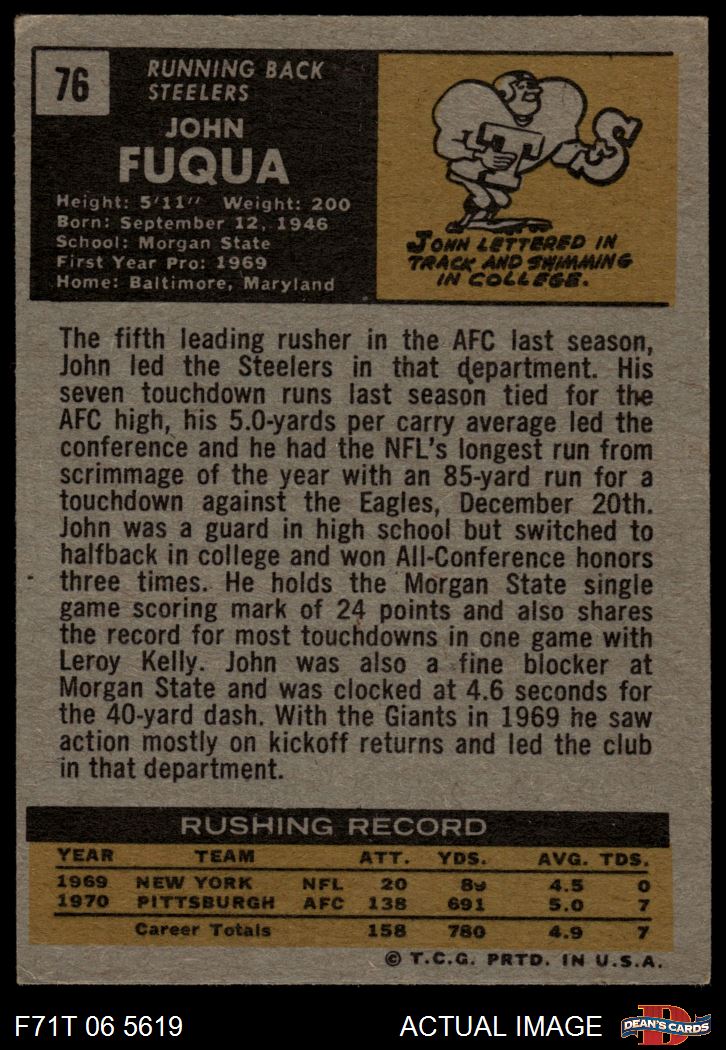 76
RUNNING BACK
STEELERS
JOHN
FUQUA
Height: 5'11" Weight: 200
Born: September 12, 1946
School: Morgan State
First Year Pro: 1969
Home: Baltimore, Maryland
T S
JOHN LETTERED IN
TRACK AND SWIMMING
IN COLLEGE.
The fifth leading rusher in the AFC last season,
John led the Steelers in that department. His
seven touchdown runs last season tied for the
AFC high, his 5.0-yards per carry average led the
conference and he had the NFL's longest run from
scrimmage of the year with an 85-yard run for a
touchdown against the Eagles, December 20th.
John was a guard in high school but switched to
halfback in college and won All-Conference honors
three times. He holds the Morgan State single
game scoring mark of 24 points and also shares
the record for most touchdowns in one game with
Leroy Kelly. John was also a fine blocker at
Morgan State and was clocked at 4.6 seconds for
the 40-yard dash. With the Giants in 1969 he saw
action mostly on kickoff returns and led the club
in that department.
RUSHING RECORD
YEAR TEAM ATT. YDS. AVG. TDS.
1969 NEW YORK NFL 20 89 4.5 0
1970 PITTSBURGH AFC 138 691 5.0 7
Career Totals 158 780 4.9 7
© T.C.G. PRTD. IN U.S.A.
F71T 06 5619 ACTUAL IMAGE
D
DEAN'S CARDS